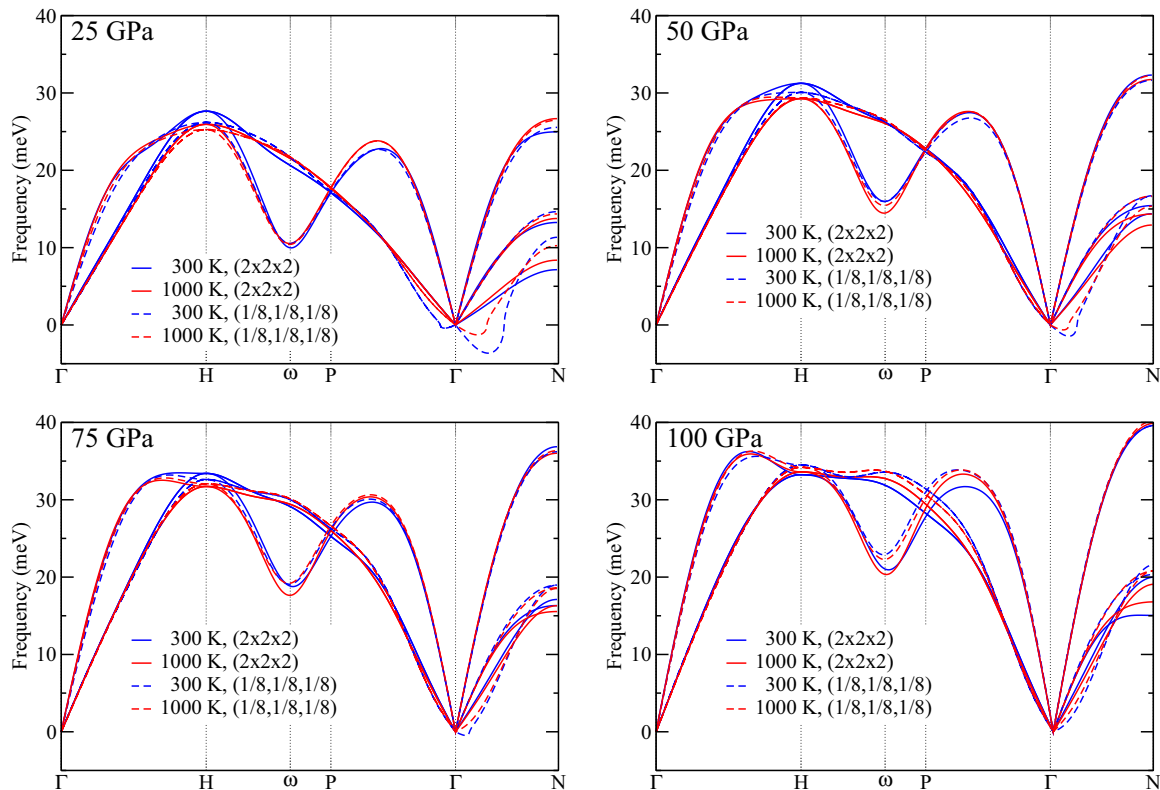 25 GPa
40
30
20
10
0
Frequency (meV)
300 K, (2x2x2)
1000 K, (2x2x2)
300 K, (1/8,1/8,1/8)
1000 K, (1/8,1/8,1/8)
Γ H ω P Γ N
50 GPa
40
30
20
10
0
Frequency (meV)
300 K, (2x2x2)
1000 K, (2x2x2)
300 K, (1/8,1/8,1/8)
1000 K, (1/8,1/8,1/8)
Γ H ω P Γ N
75 GPa
40
30
20
10
0
Frequency (meV)
300 K, (2x2x2)
1000 K, (2x2x2)
300 K, (1/8,1/8,1/8)
1000 K, (1/8,1/8,1/8)
Γ H ω P Γ N
100 GPa
40
30
20
10
0
Frequency (meV)
300 K, (2x2x2)
1000 K, (2x2x2)
300 K, (1/8,1/8,1/8)
1000 K, (1/8,1/8,1/8)
Γ H ω P Γ N